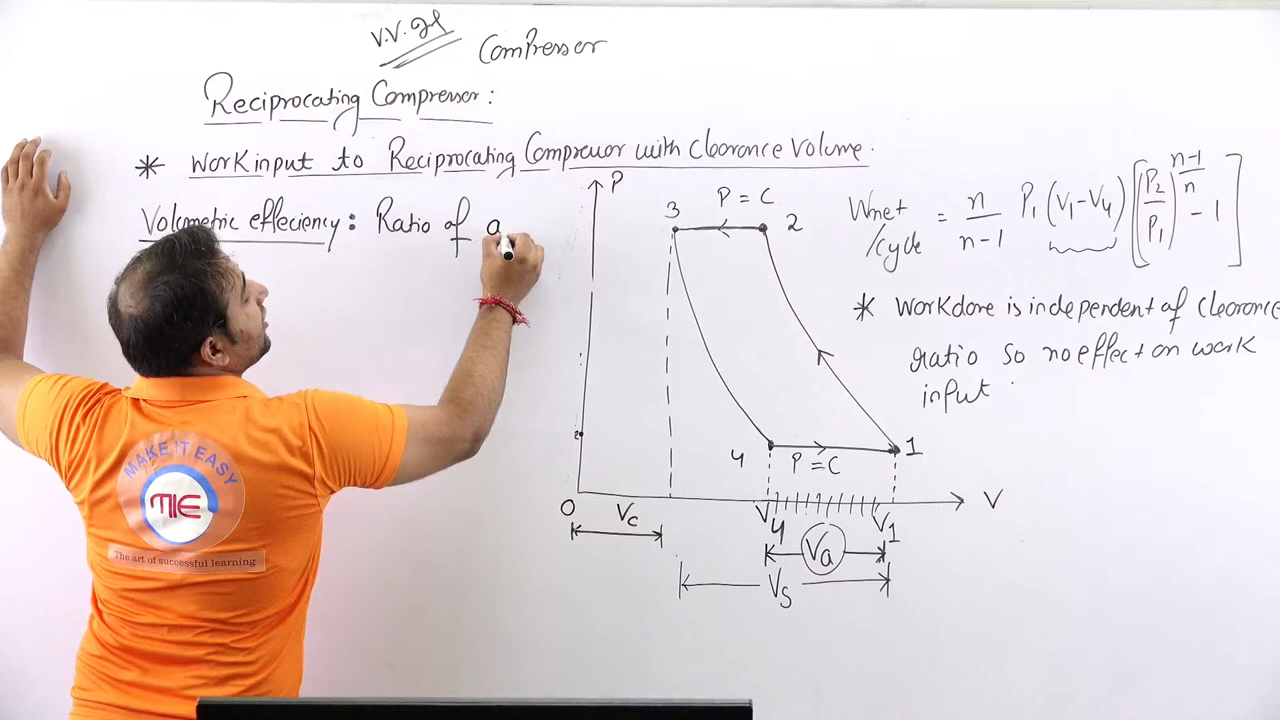 V.V. Compressor
Reciprocating Compressor:
* work input to Reciprocating Compressor with clearance volume.
Volumetric effeciency: Ratio of a
P
3 P = C 2
4 P = C 1
0 V
Vc V4 V1
Va
Vs
Wnet/cycle = n/n-1 P1 (V1-V4) [(P2/P1)^n-1/n - 1]
* workdone is independent of clearance
ratio so no effect on work
input .
MAKE IT EASY
MIE
The art of successful learning